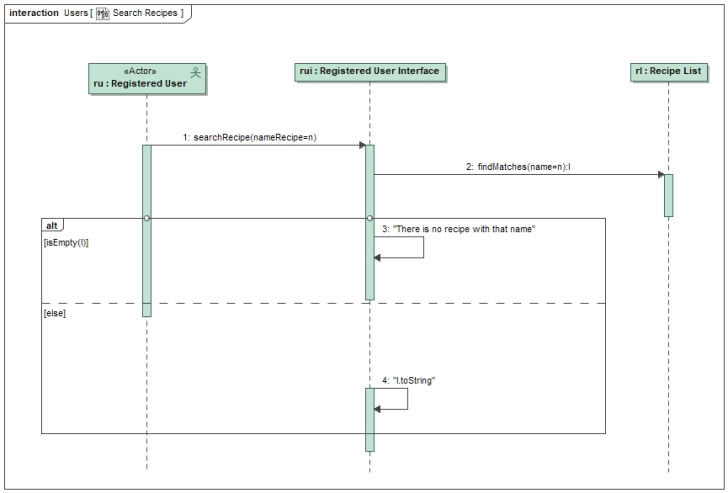 interaction Users [ Search Recipes ]
«Actor»
ru : Registered User
rui : Registered User Interface
rl : Recipe List
1: searchRecipe(nameRecipe=n)
2: findMatches(name=n):l
alt
[isEmpty(l)]
3: "There is no recipe with that name"
[else]
4: "l.toString"